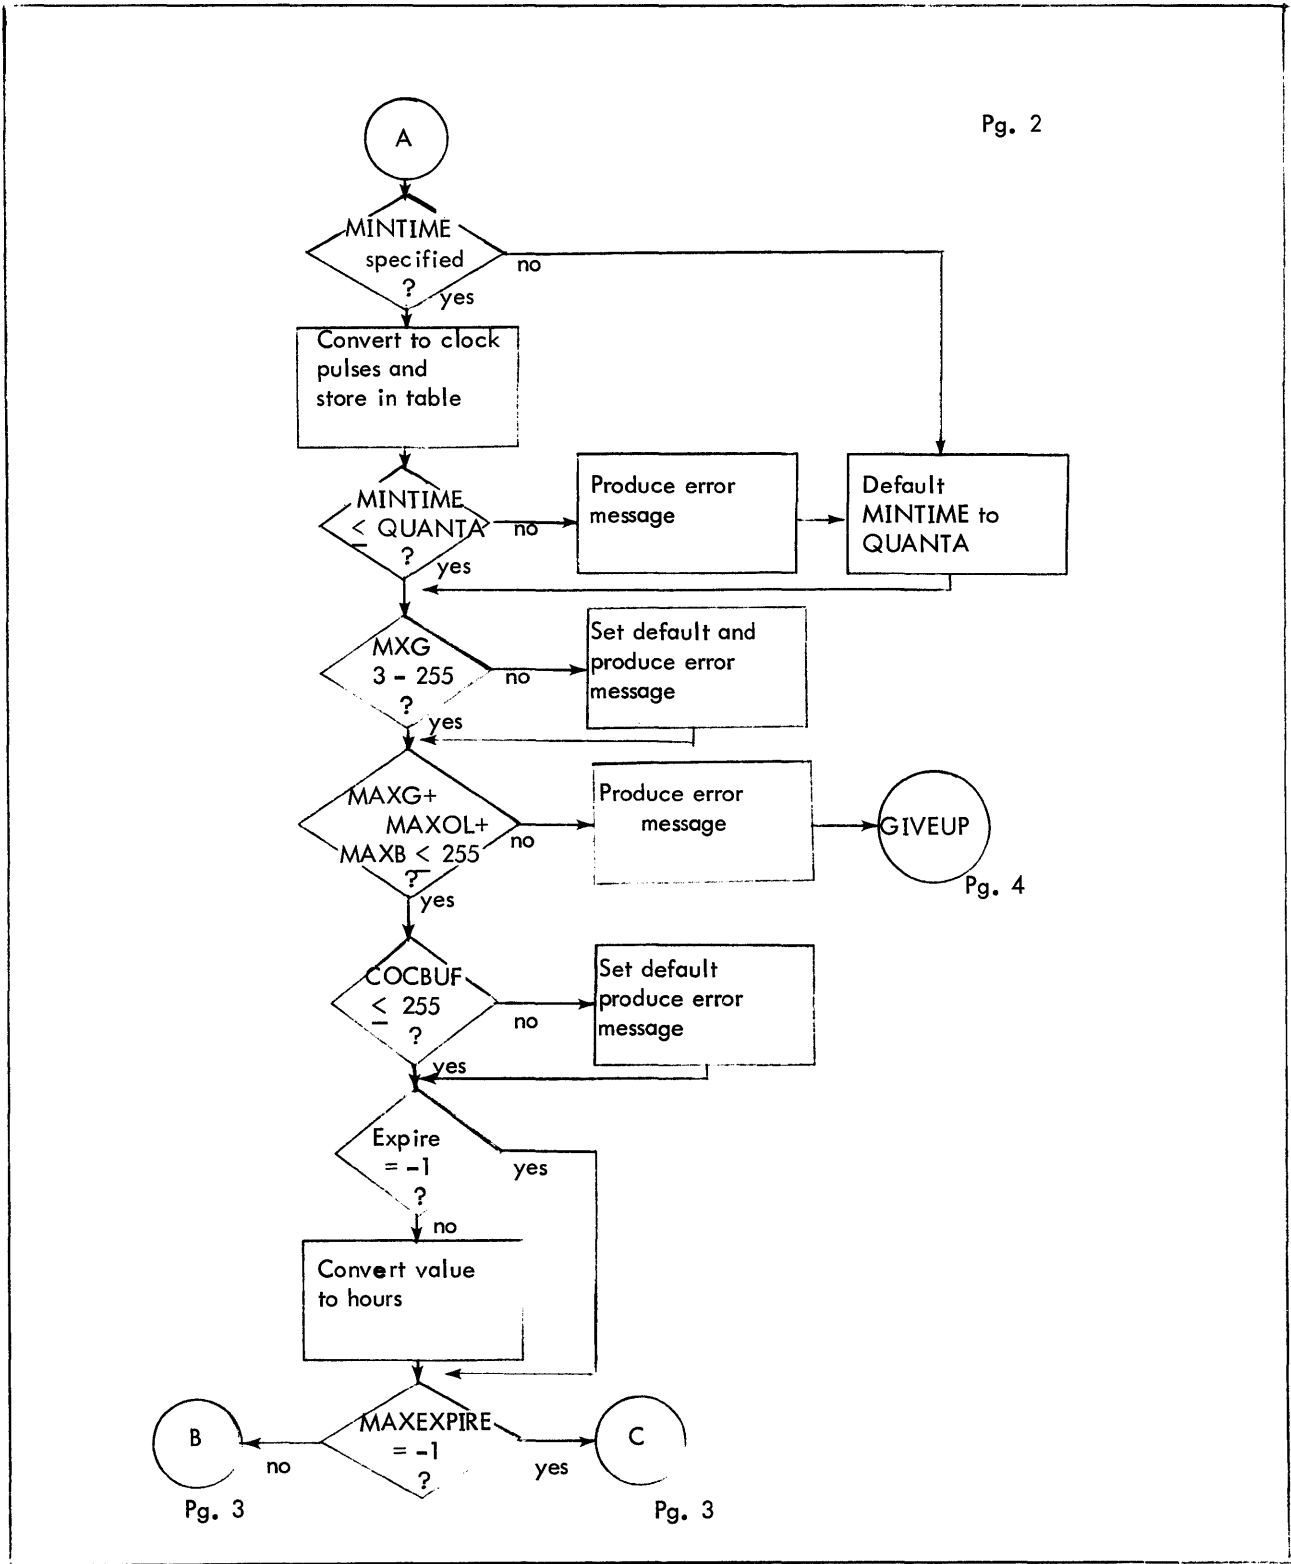 Pg. 2
A
MINTIME
specified
?
no
yes
Convert to clock
pulses and
store in table
MINTIME
≤ QUANTA
?
no
yes
Produce error
message
Default
MINTIME to
QUANTA
MXG
3 - 255
?
no
yes
Set default and
produce error
message
MAXG+
MAXOL+
MAXB ≤ 255
?
no
yes
Produce error
message
GIVEUP
Pg. 4
COCBUF
≤ 255
?
no
yes
Set default
produce error
message
Expire
= -1
?
yes
no
Convert value
to hours
MAXEXPIRE
= -1
?
no
yes
B
Pg. 3
C
Pg. 3